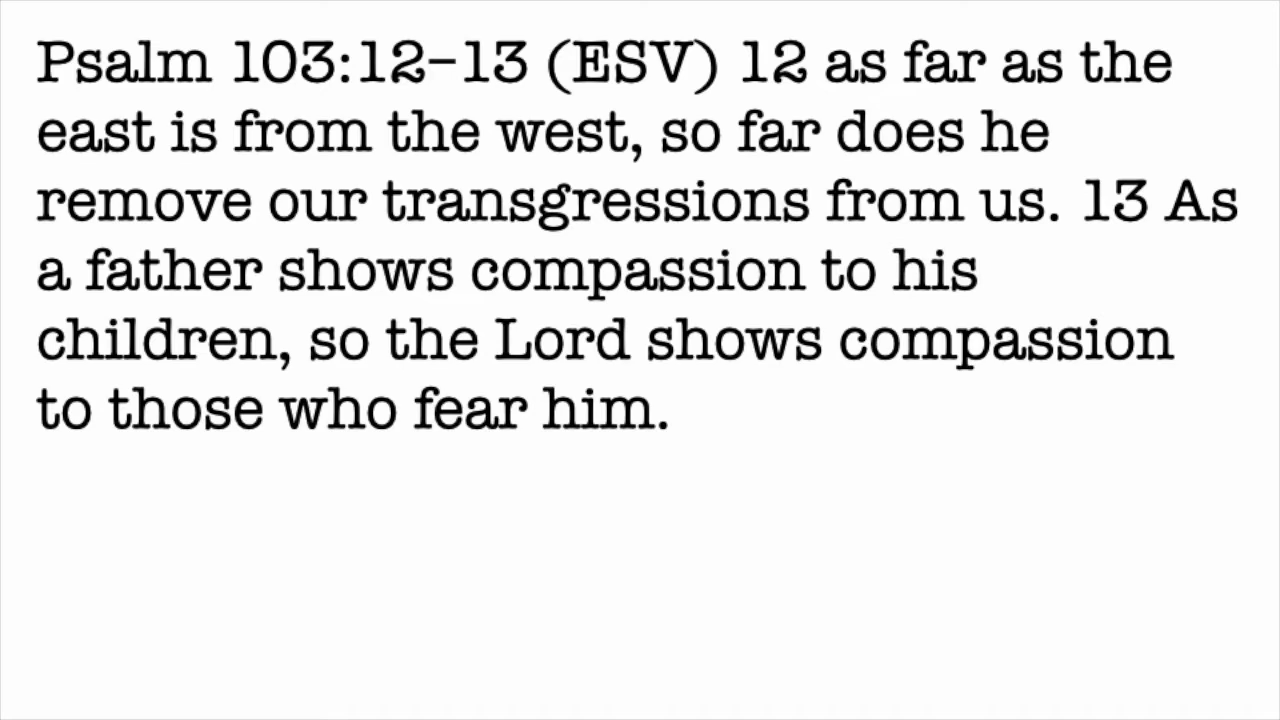 Psalm 103:12–13 (ESV) 12 as far as the
east is from the west, so far does he
remove our transgressions from us. 13 As
a father shows compassion to his
children, so the Lord shows compassion
to those who fear him.